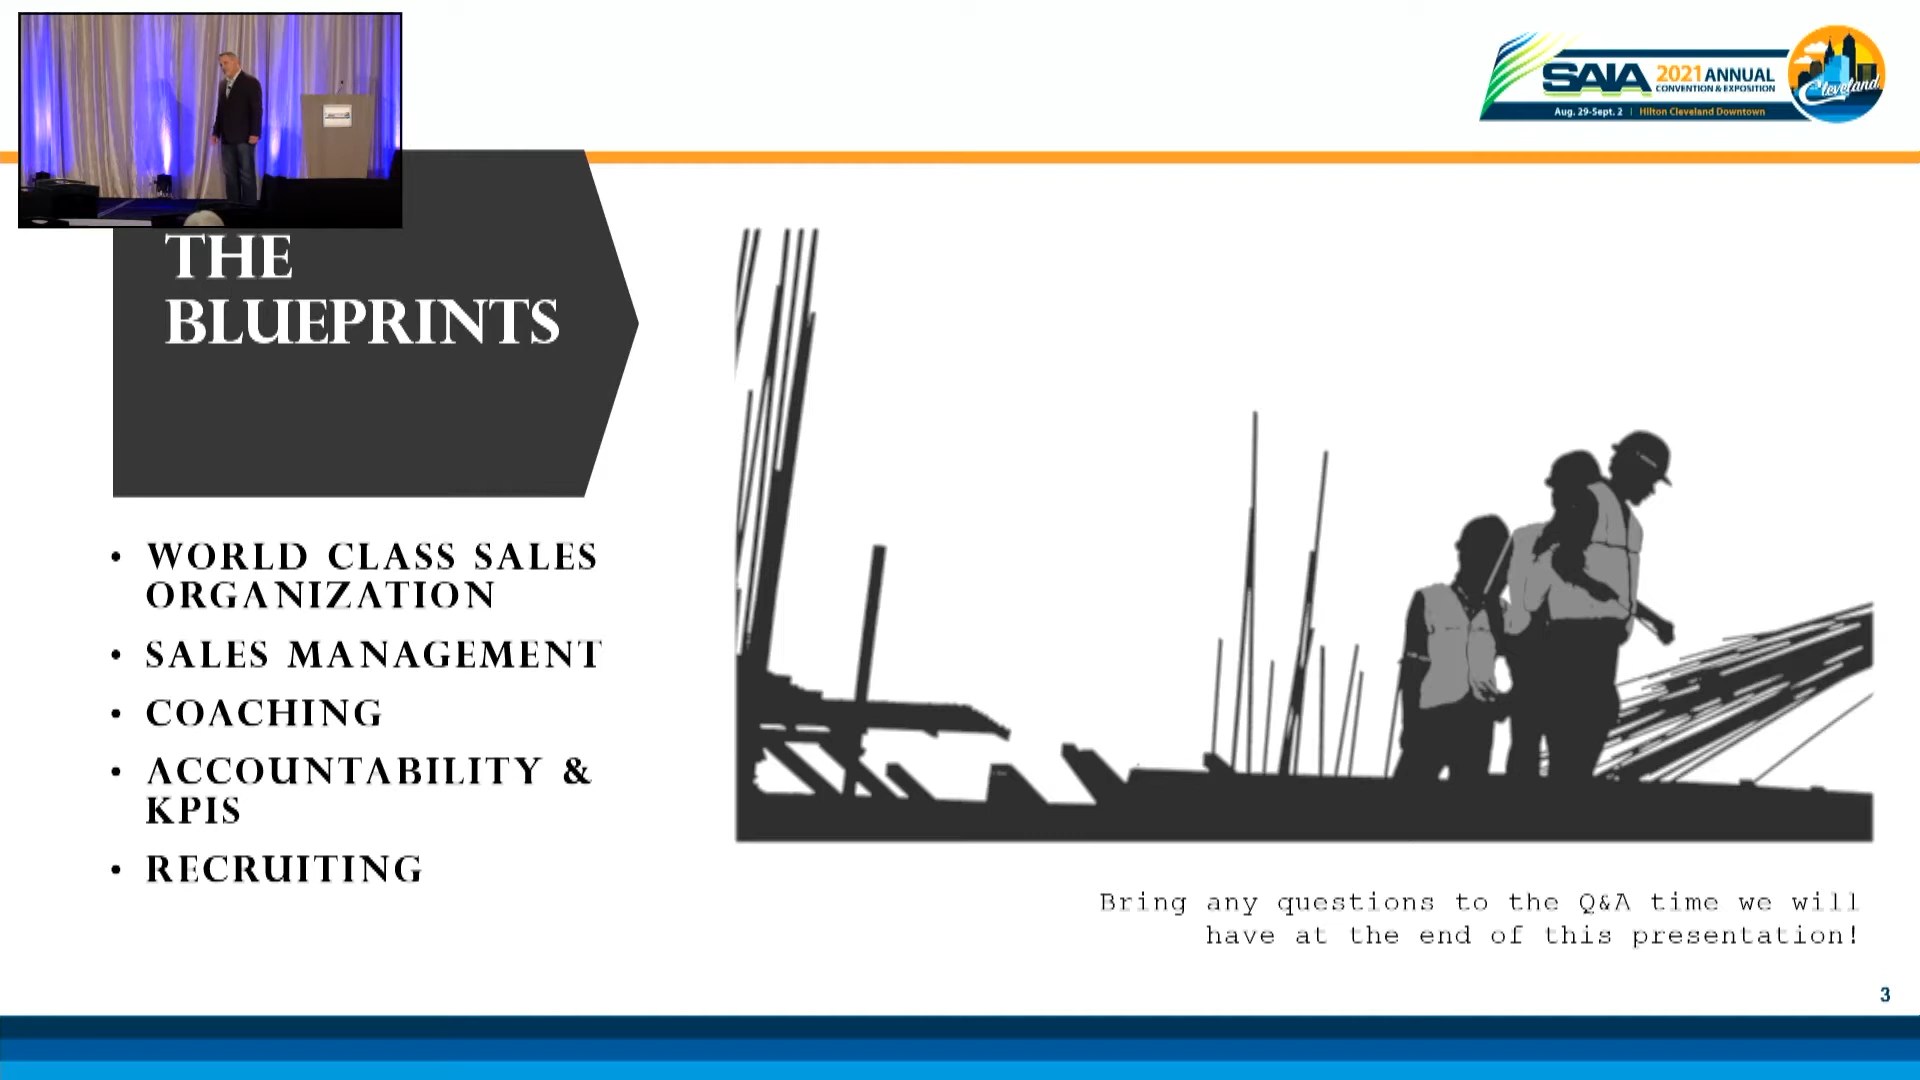 SAIA 2021 ANNUAL
CONVENTION & EXPOSITION
Cleveland
Aug. 29-Sept. 2 | Hilton Cleveland Downtown
THE
BLUEPRINTS
• WORLD CLASS SALES
ORGANIZATION
• SALES MANAGEMENT
• COACHING
• ACCOUNTABILITY &
KPIS
• RECRUITING
Bring any questions to the Q&A time we will
have at the end of this presentation!
3